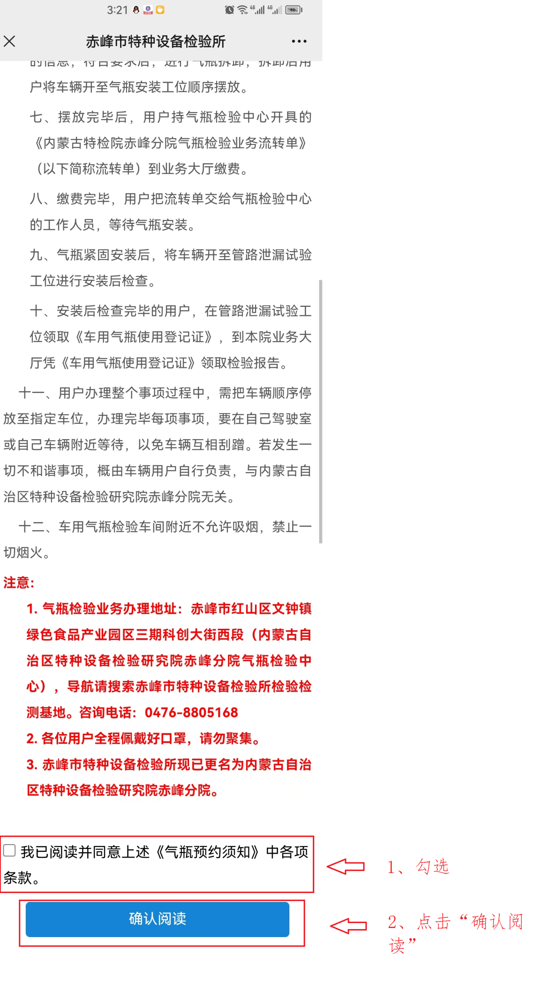 3:21
4G 4G
赤峰市特种设备检验所
的信息，符合要求后，进行气瓶拆卸，拆卸后用
户将车辆开至气瓶安装工位顺序摆放。
七、摆放完毕后，用户持气瓶检验中心开具的
《内蒙古特检院赤峰分院气瓶检验业务流转单》
（以下简称流转单）到业务大厅缴费。
八、缴费完毕，用户把流转单交给气瓶检验中心
的工作人员，等待气瓶安装。
九、气瓶紧固安装后，将车辆开至管路泄漏试验
工位进行安装后检查。
十、安装后检查完毕的用户，在管路泄漏试验工
位领取《车用气瓶使用登记证》，到本院业务大
厅凭《车用气瓶使用登记证》领取检验报告。
十一、用户办理整个事项过程中，需把车辆顺序停
放至指定车位，办理完毕每项事项，要在自己驾驶室
或自己车辆附近等待，以免车辆互相刮蹭。若发生一
切不和谐事项，概由车辆用户自行负责，与内蒙古自
治区特种设备检验研究院赤峰分院无关。
十二、车用气瓶检验车间附近不允许吸烟，禁止一
切烟火。
注意：
1. 气瓶检验业务办理地址：赤峰市红山区文钟镇
绿色食品产业园区三期科创大街西段（内蒙古自
治区特种设备检验研究院赤峰分院气瓶检验中
心），导航请搜索赤峰市特种设备检验所检验检
测基地。咨询电话：0476-8805168
2. 各位用户全程佩戴好口罩，请勿聚集。
3. 赤峰市特种设备检验所现已更名为内蒙古自治
区特种设备检验研究院赤峰分院。
我已阅读并同意上述《气瓶预约须知》中各项
条款。
1、勾选
确认阅读
2、点击“确认阅
读”